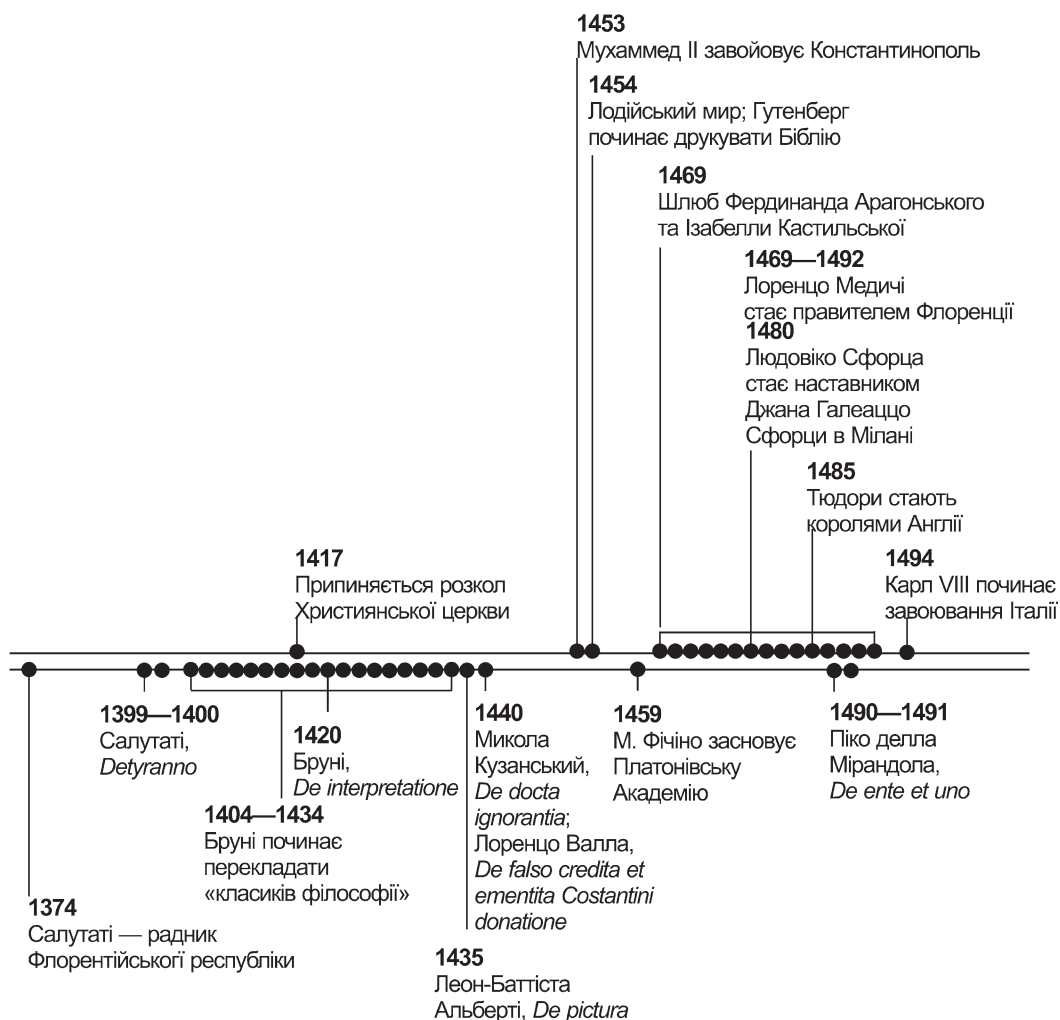 1453
Мухаммед II завойовує Константинополь
1454
Лодійський мир; Гутенберг
починає друкувати Біблію
1469
Шлюб Фердинанда Арагонського
та Ізабелли Кастильської
1469—1492
Лоренцо Медичі
стає правителем Флоренції
1480
Людовіко Сфорца
стає наставником
Джана Галеаццо
Сфорци в Мілані
1485
Тюдори стають
королями Англії
1417
Припиняється розкол
Християнської церкви
1494
Карл VIII починає
завоювання Італії
1399—1400
Салутаті,
Detyranno
1420
Бруні,
De interpretatione
1404—1434
Бруні починає
перекладати
«класиків філософії»
1374
Салутаті — радник
Флорентійської республіки
1440
Микола
Кузанський,
De docta
ignorantia;
Лоренцо Валла,
De falso credita et
ementita Costantini
donatione
1435
Леон-Баттіста
Альберті, De pictura
1459
М. Фічіно засновує
Платонівську
Академію
1490—1491
Піко делла
Мірандола,
De ente et uno